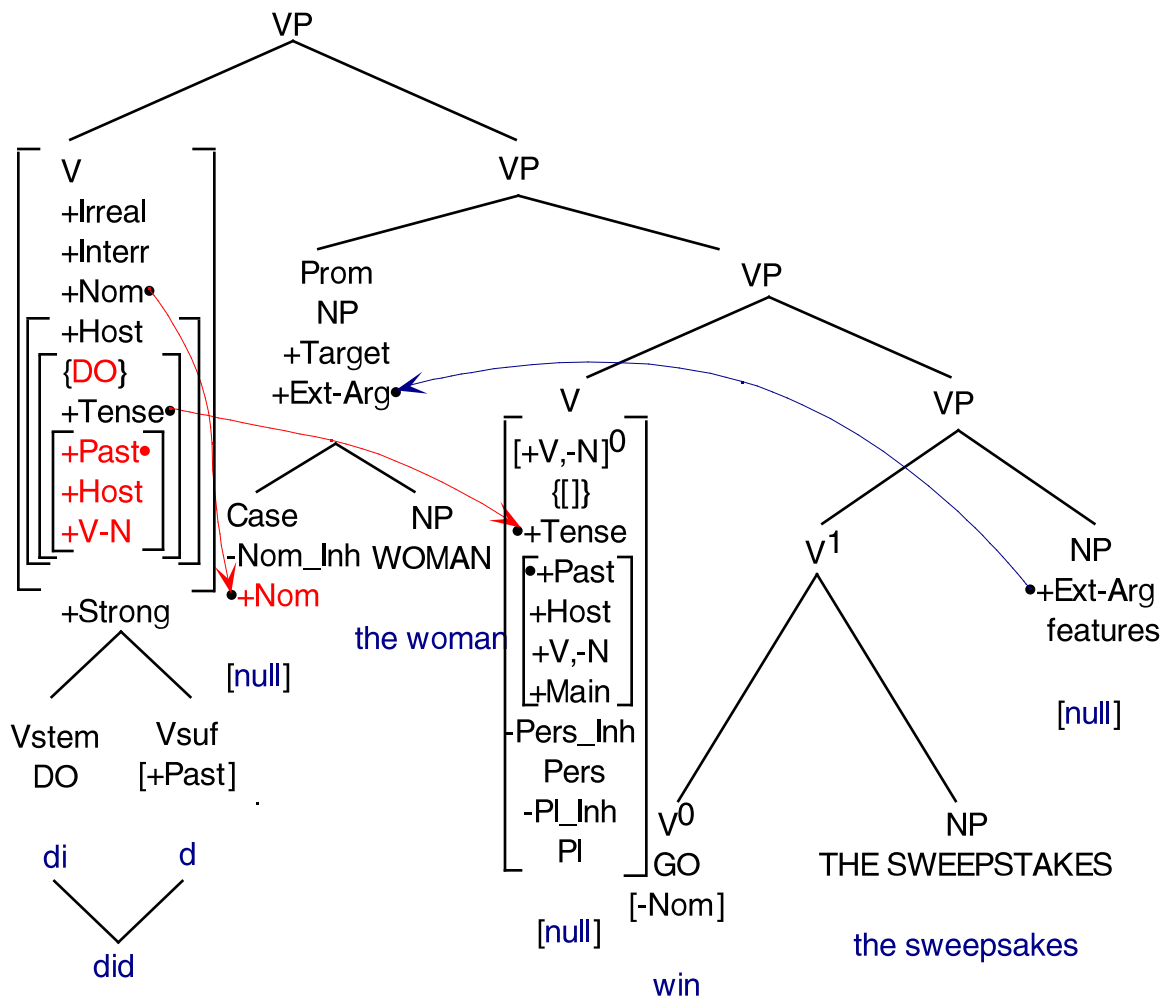 VP
V
+Irreal
+Interr
+Nom
+Host
{DO}
+Tense
+Past
+Host
+V-N
+Strong
Vstem
DO
Vsuf
[+Past]
di
d
did
VP
Prom
NP
+Target
+Ext-Arg
Case
-Nom_Inh
+Nom
[null]
NP
WOMAN
the woman
VP
V
[+V,-N]0
{[]}
+Tense
+Past
+Host
+V,-N
+Main
-Pers_Inh
Pers
-Pl_Inh
Pl
[null]
VP
V1
V0
GO
[-Nom]
win
NP
THE SWEEPSTAKES
the sweepsakes
NP
+Ext-Arg
features
[null]